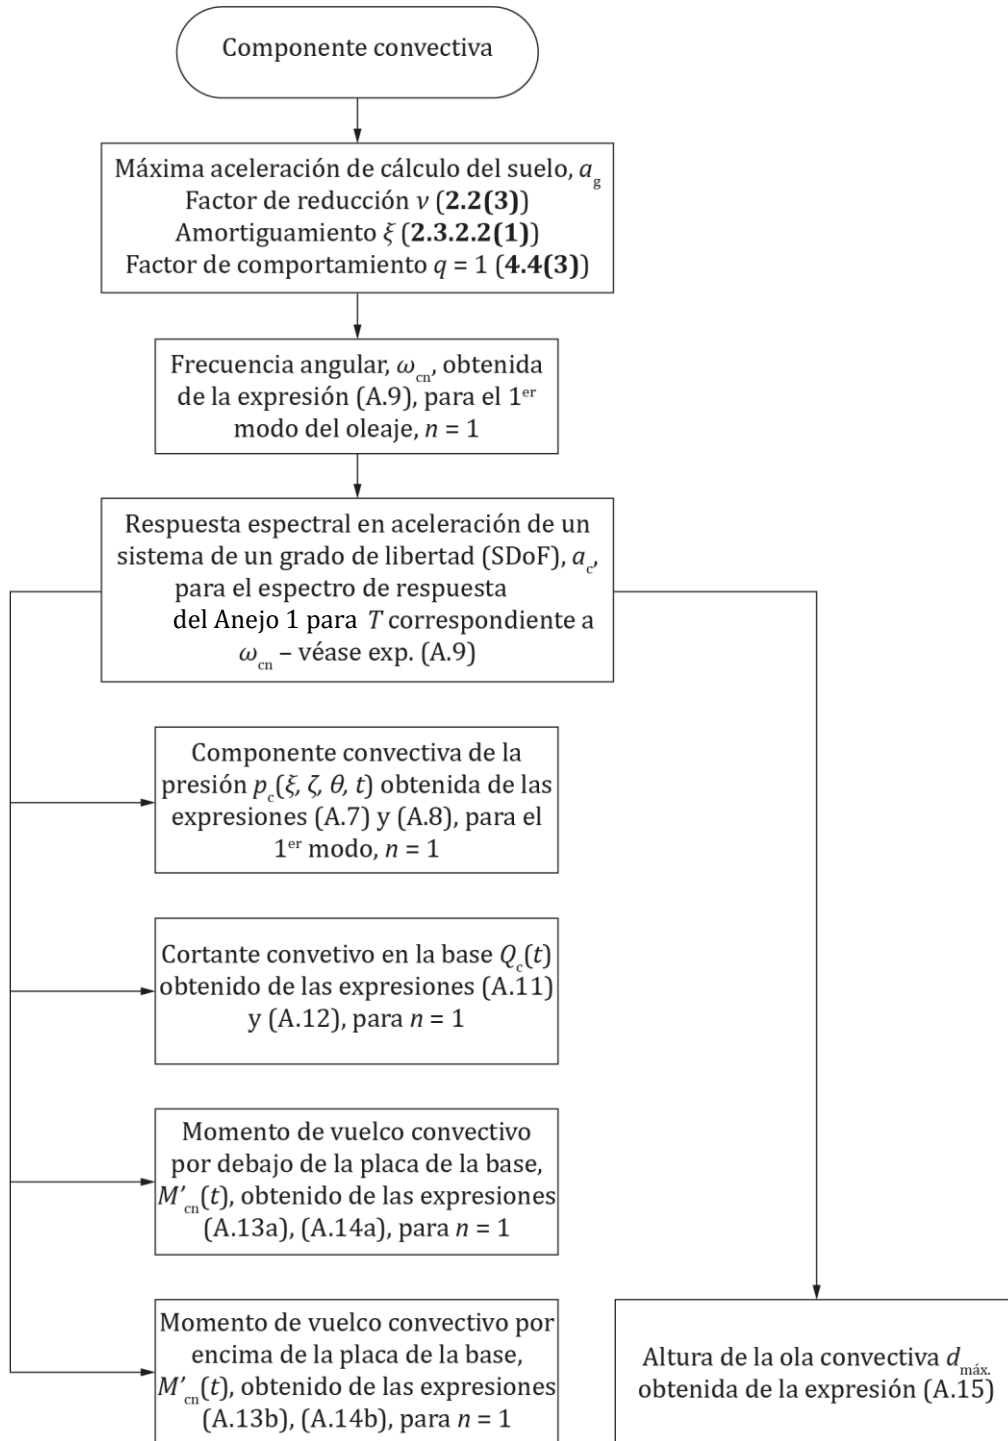 Componente convectiva
Máxima aceleración de cálculo del suelo, a_g
Factor de reducción ν (2.2(3))
Amortiguamiento ξ (2.3.2.2(1))
Factor de comportamiento q = 1 (4.4(3))
Frecuencia angular, ω_cn, obtenida
de la expresión (A.9), para el 1er
modo del oleaje, n = 1
Respuesta espectral en aceleración de un
sistema de un grado de libertad (SDoF), a_c,
para el espectro de respuesta
del Anejo 1 para T correspondiente a
ω_cn – véase exp. (A.9)
Componente convectiva de la
presión p_c(ξ, ζ, θ, t) obtenida de las
expresiones (A.7) y (A.8), para el
1er modo, n = 1
Cortante convetivo en la base Q_c(t)
obtenido de las expresiones (A.11)
y (A.12), para n = 1
Momento de vuelco convectivo
por debajo de la placa de la base,
M'_cn(t), obtenido de las expresiones
(A.13a), (A.14a), para n = 1
Momento de vuelco convectivo por
encima de la placa de la base,
M'_cn(t), obtenido de las expresiones
(A.13b), (A.14b), para n = 1
Altura de la ola convectiva d_máx.
obtenida de la expresión (A.15)